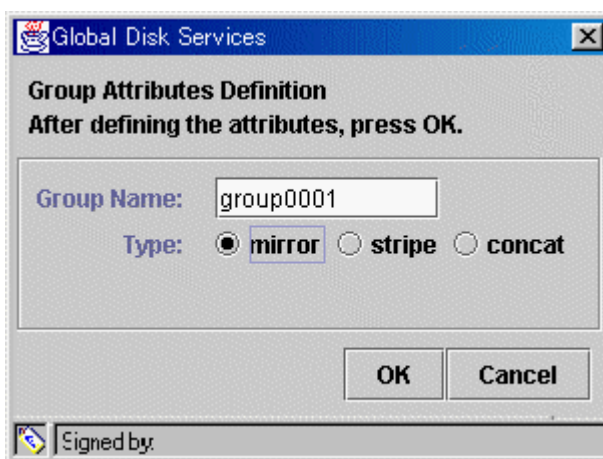 Global Disk Services
Group Attributes Definition
After defining the attributes, press OK.
Group Name: group0001
Type: mirror stripe concat
OK Cancel
Signed by: